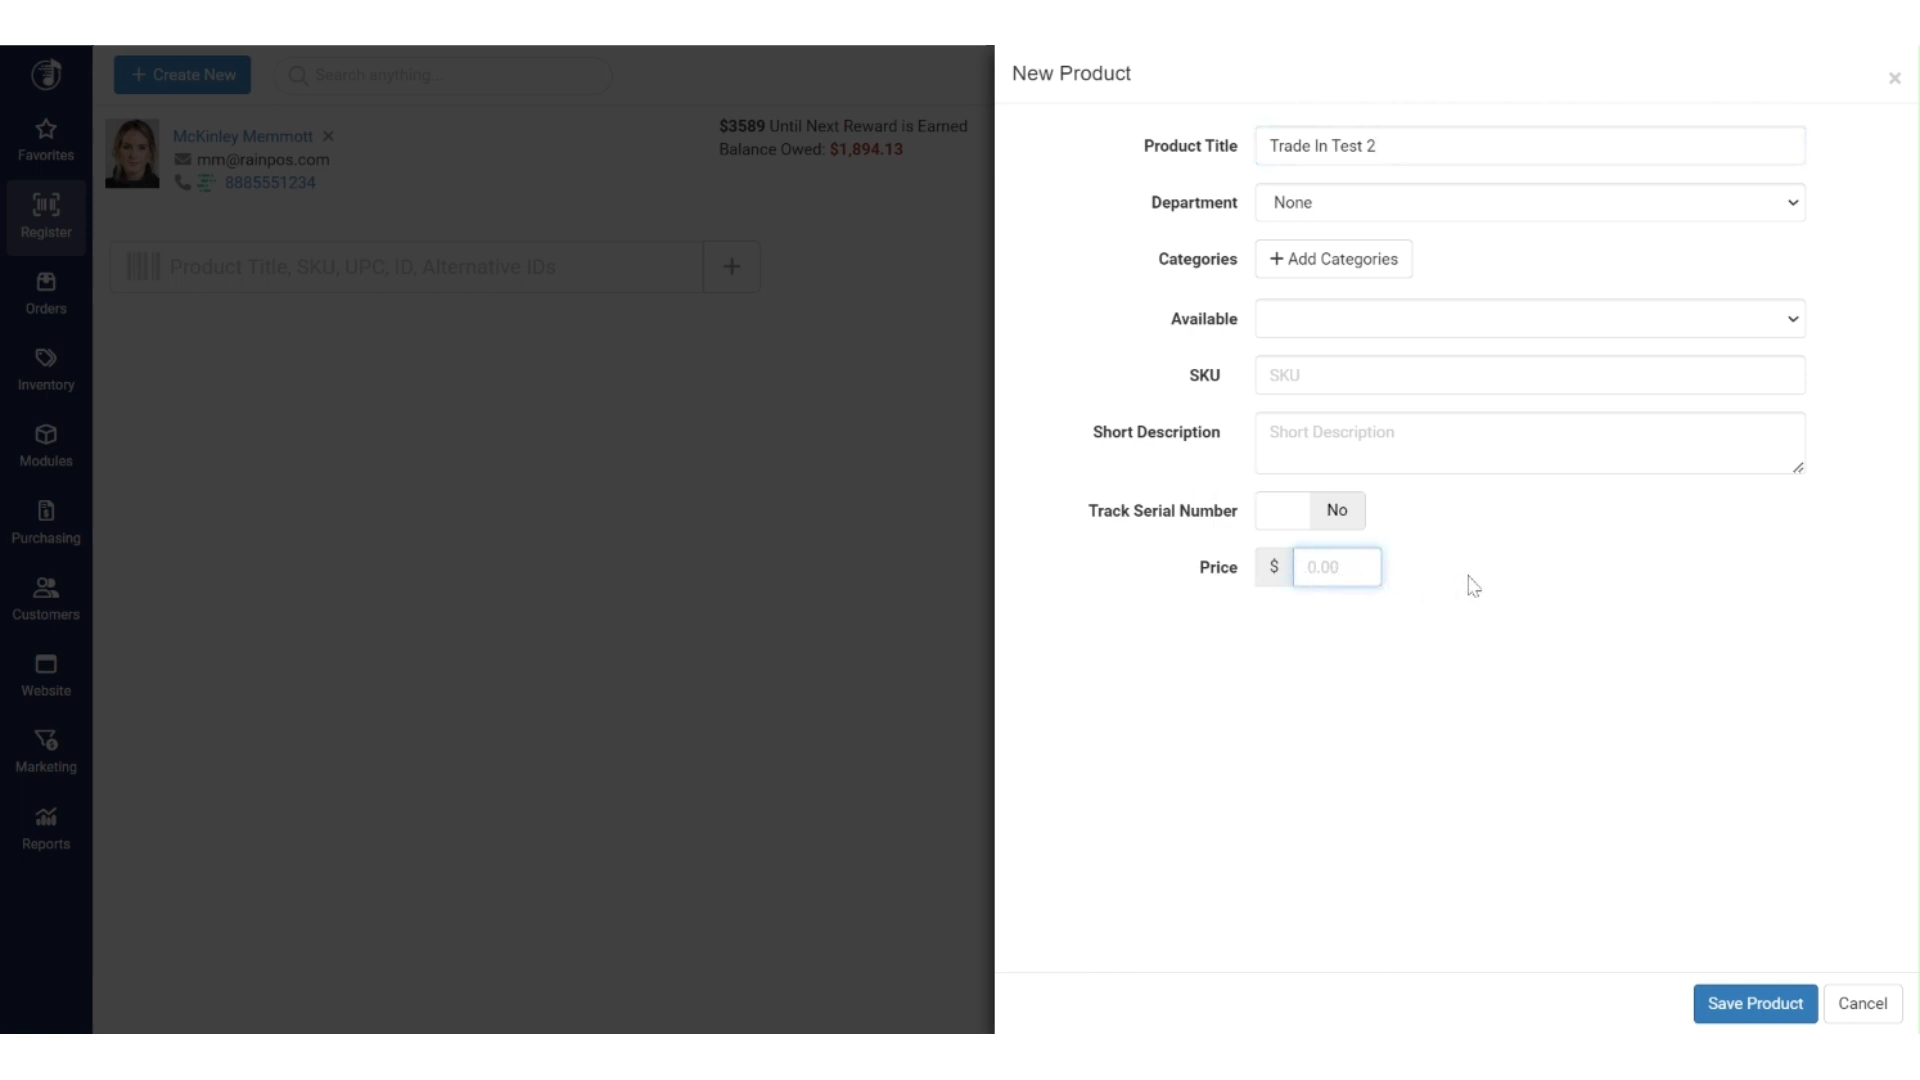 Create New
Search anything...
Favorites
Register
Orders
Inventory
Modules
Purchasing
Customers
Website
Marketing
Reports
McKinley Memmott
mm@rainpos.com
8885551234
$3589 Until Next Reward is Earned
Balance Owed: $1,894.13
Product Title, SKU, UPC, ID, Alternative IDs
New Product
Product Title Trade In Test 2
Department None
Categories + Add Categories
Available
SKU SKU
Short Description Short Description
Track Serial Number No
Price $ 0.00
Save Product Cancel